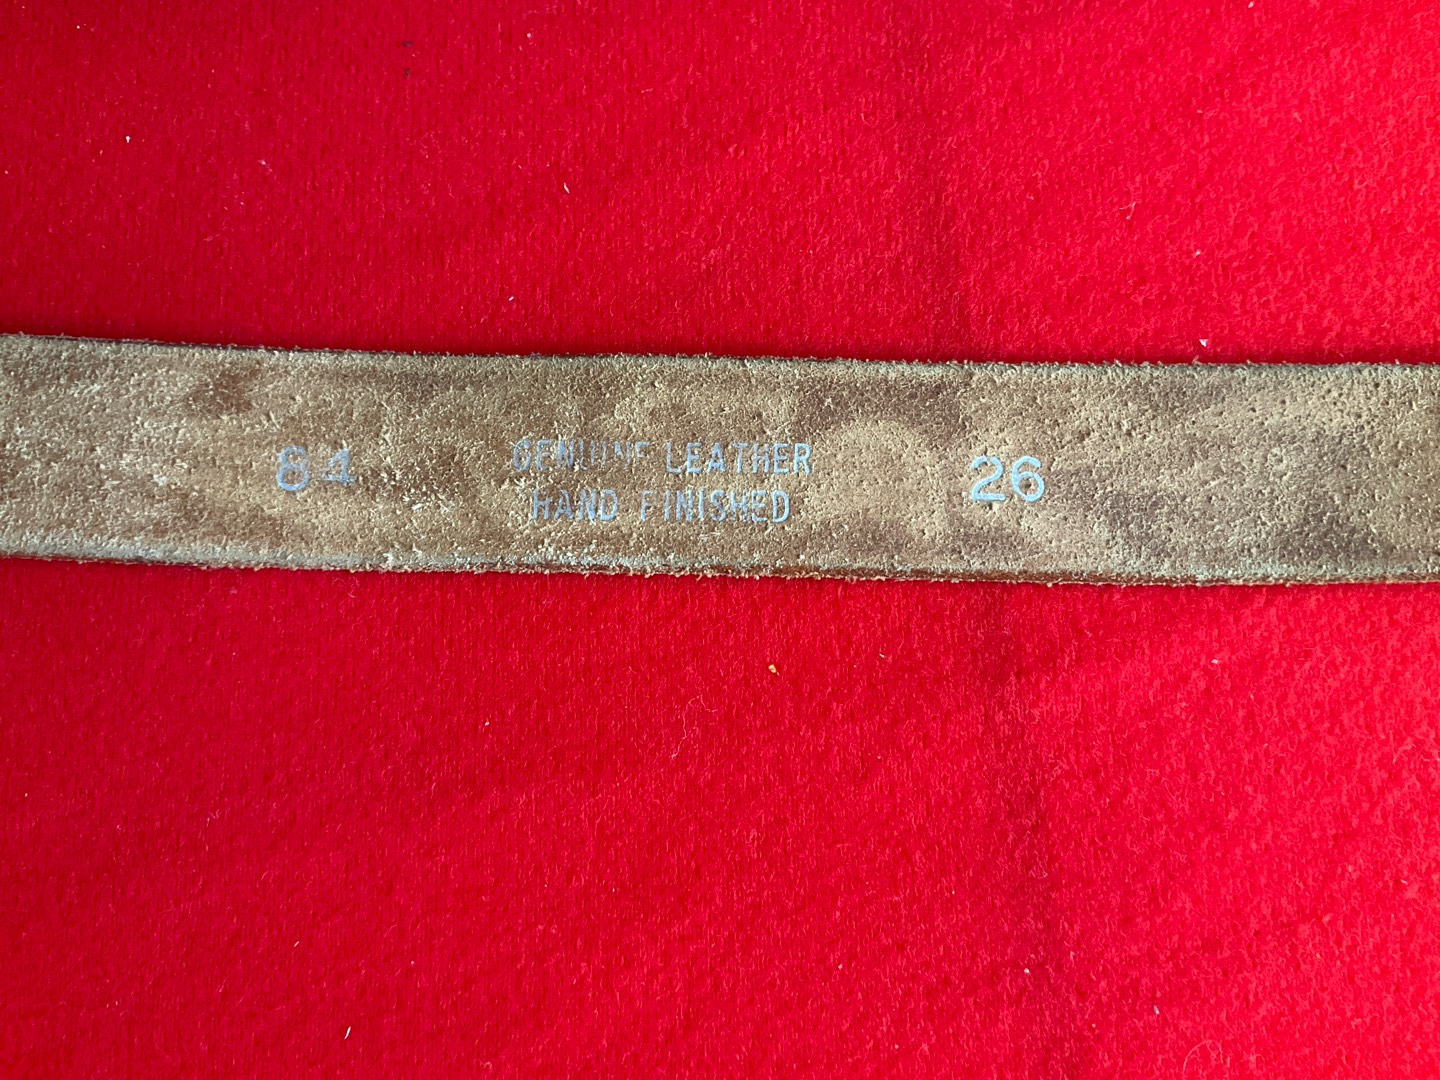 84
GENUINE LEATHER
HAND FINISHED
26